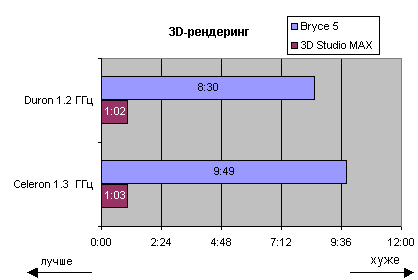 3D-рендеринг
Bryce 5
3D Studio MAX
Duron 1.2 ГГц
8:30
1:02
Celeron 1.3 ГГц
9:49
1:03
0:00 2:24 4:48 7:12 9:36 12:00
лучше хуже